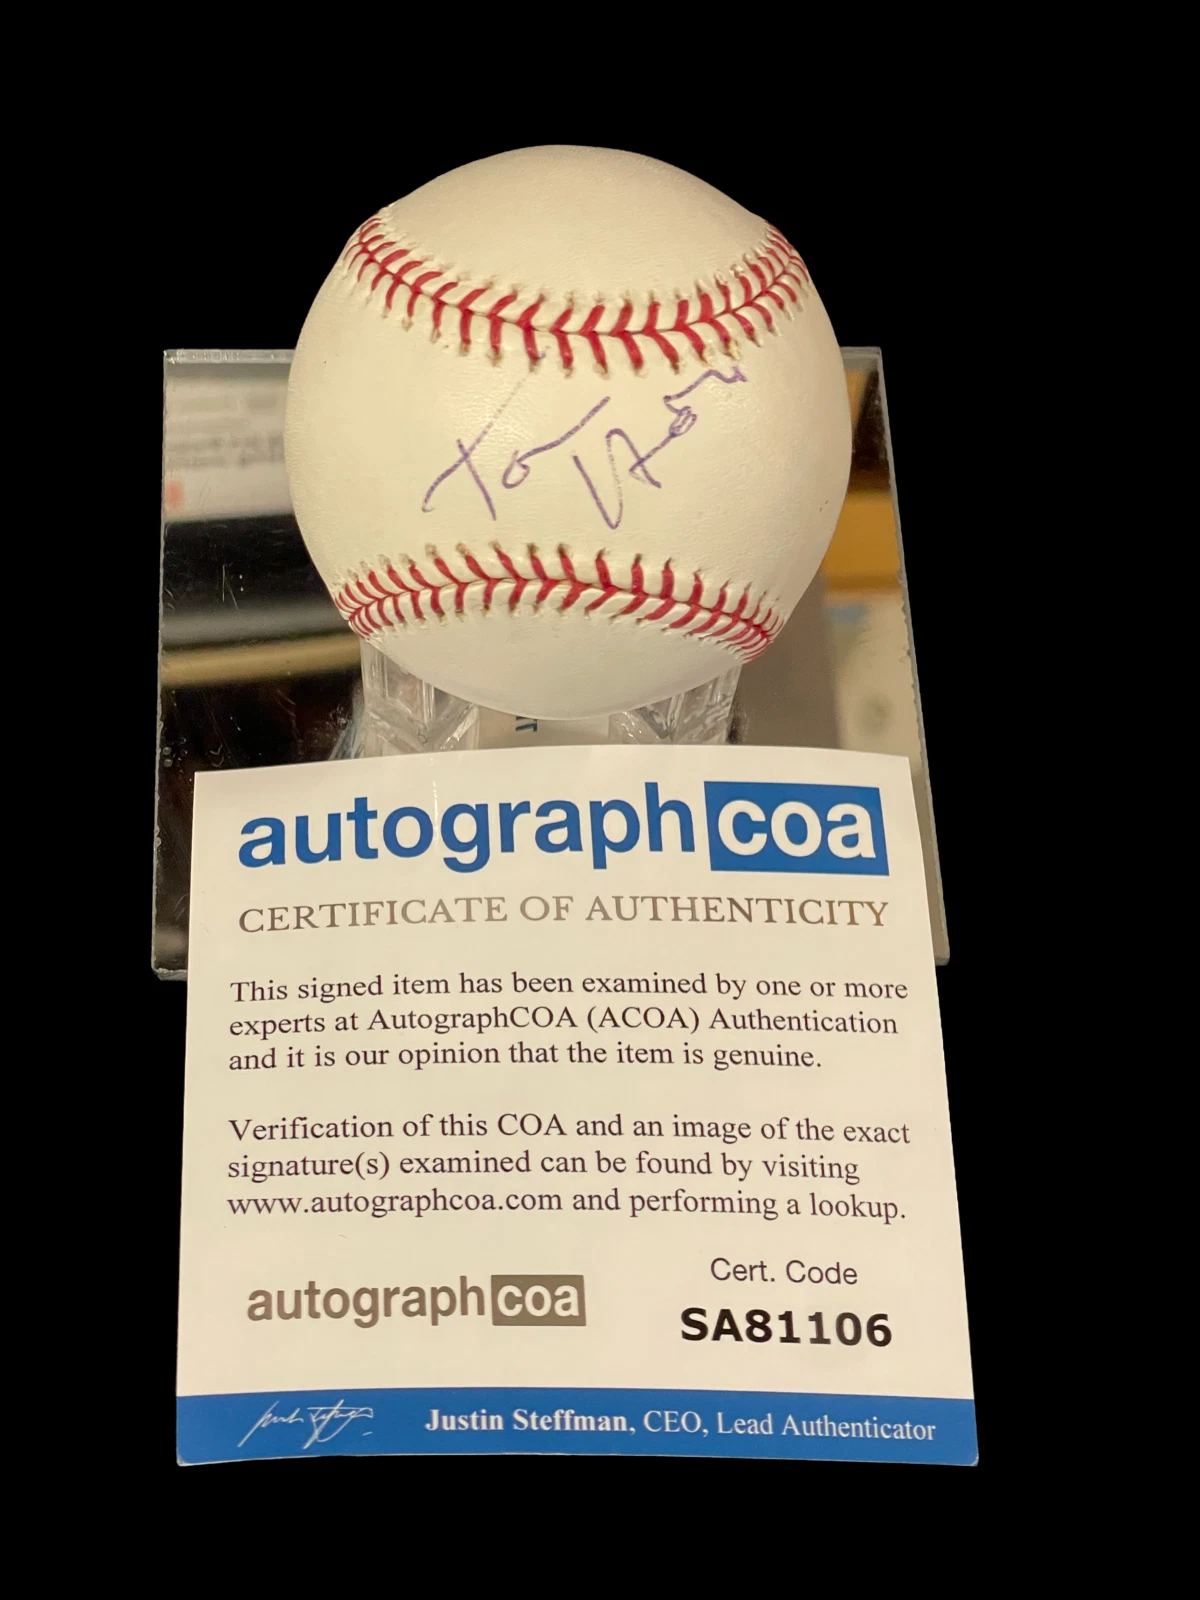 autographcoa
CERTIFICATE OF AUTHENTICITY
This signed item has been examined by one or more
experts at AutographCOA (ACOA) Authentication
and it is our opinion that the item is genuine.
Verification of this COA and an image of the exact
signature(s) examined can be found by visiting
www.autographcoa.com and performing a lookup.
Cert. Code
autographcoa
SA81106
Justin Steffman, CEO, Lead Authenticator